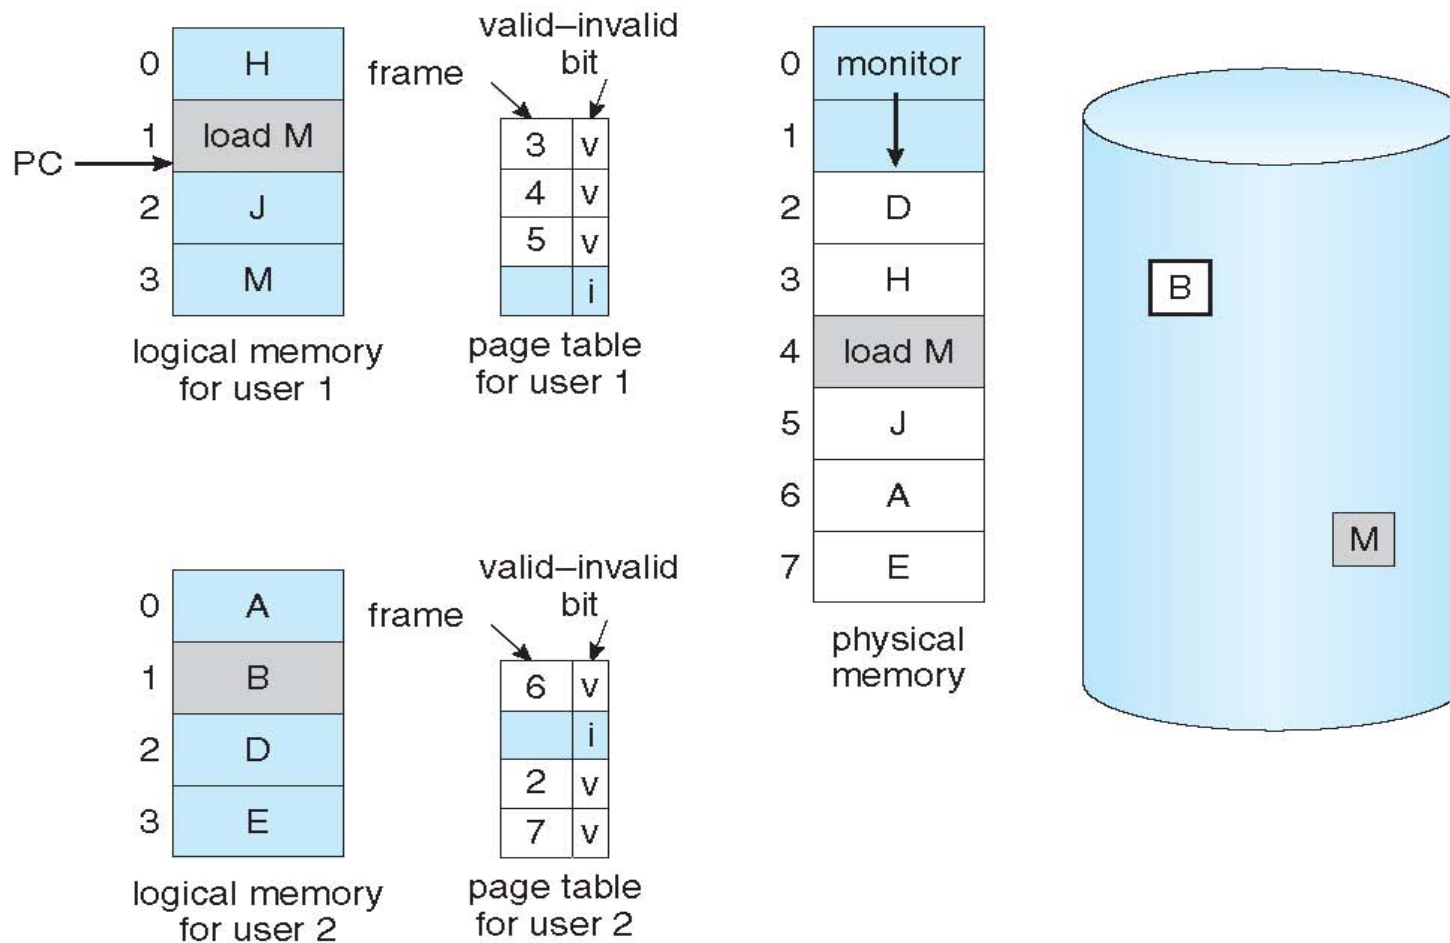 0 H
1 load M
PC
2 J
3 M
logical memory
for user 1
valid–invalid
bit
frame
3 v
4 v
5 v
i
page table
for user 1
0 monitor
1
2 D
3 H
4 load M
5 J
6 A
7 E
physical
memory
B
M
0 A
1 B
2 D
3 E
logical memory
for user 2
valid–invalid
bit
frame
6 v
i
2 v
7 v
page table
for user 2